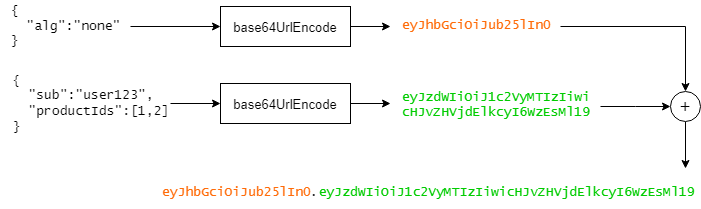 {
"alg":"none"
}
base64UrlEncode
eyJhbGciOiJub25lIn0
{
"sub":"user123",
"productIds":[1,2]
}
base64UrlEncode
eyJzdWIiOiJ1c2VyMTIzIiwi
cHJvZHVjdElkcyI6WzEsMl19
+
eyJhbGciOiJub25lIn0.eyJzdWIiOiJ1c2VyMTIzIiwicHJvZHVjdElkcyI6WzEsMl19